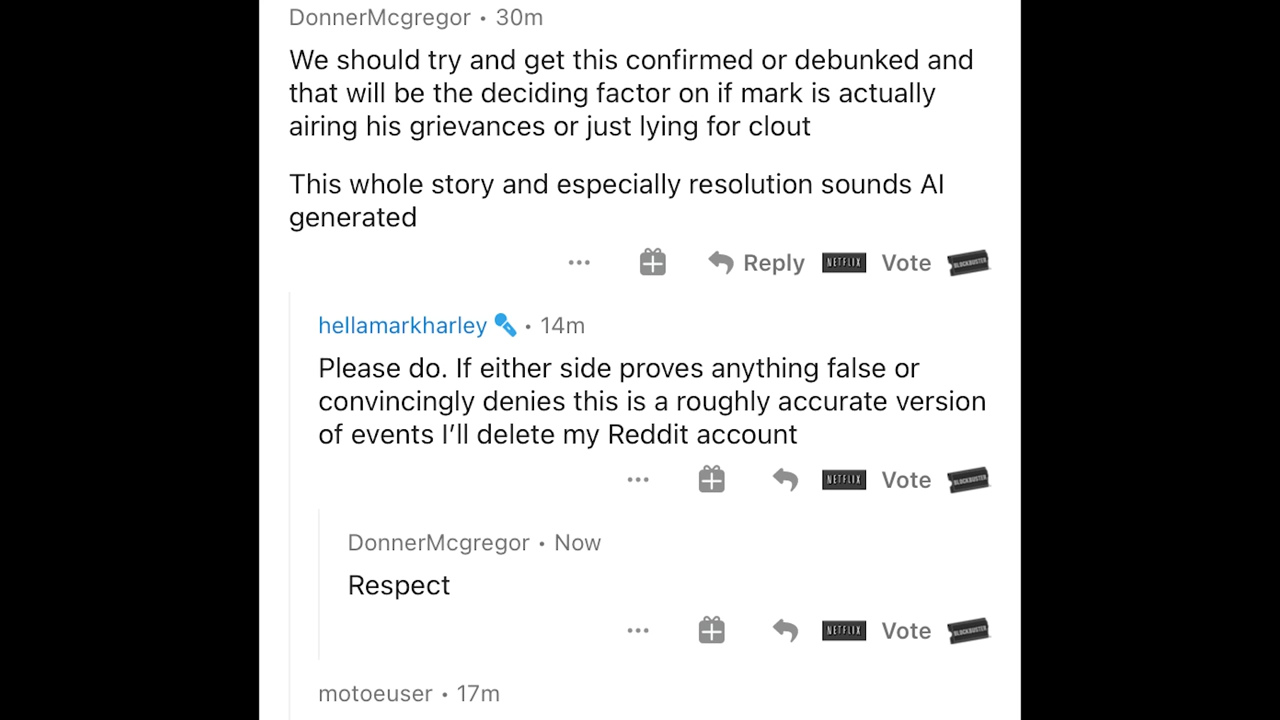 DonnerMcgregor • 30m
We should try and get this confirmed or debunked and
that will be the deciding factor on if mark is actually
airing his grievances or just lying for clout
This whole story and especially resolution sounds AI
generated
Reply NETFLIX Vote BLOCKBUSTER
hellamarkharley • 14m
Please do. If either side proves anything false or
convincingly denies this is a roughly accurate version
of events I’ll delete my Reddit account
NETFLIX Vote BLOCKBUSTER
DonnerMcgregor • Now
Respect
NETFLIX Vote BLOCKBUSTER
motoeuser • 17m